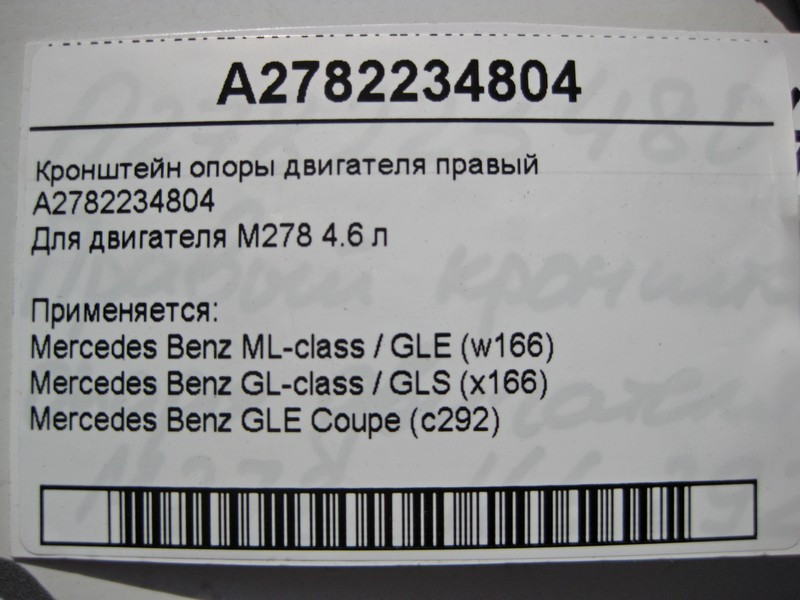 A2782234804
Кронштейн опоры двигателя правый
A2782234804
Для двигателя M278 4.6 л
Применяется:
Mercedes Benz ML-class / GLE (w166)
Mercedes Benz GL-class / GLS (x166)
Mercedes Benz GLE Coupe (c292)